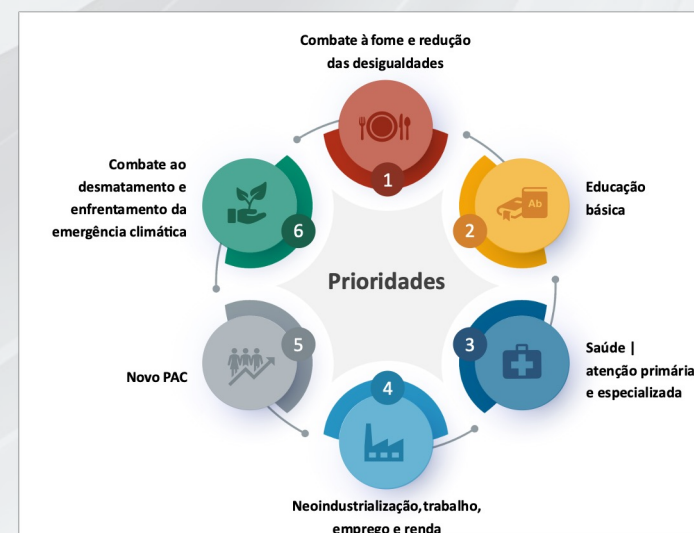 Combate à fome e redução
das desigualdades
1
Educação
básica
Ab
2
Saúde |
atenção primária
e especializada
3
4
Neoindustrialização, trabalho,
emprego e renda
5
Novo PAC
Combate ao
desmatamento e
enfrentamento da
emergência climática
6
Prioridades